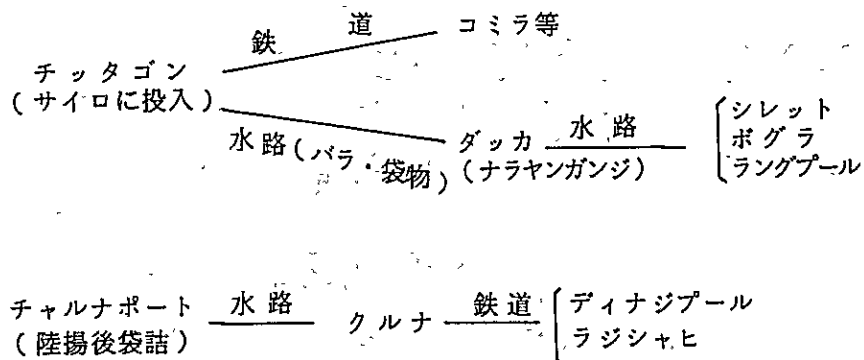 鉄道 コミラ等
チッタゴン
(サイロに投入)
水路(バラ・袋物) ダッカ 水路 シレット
(ナラヤンガンジ) ボグラ
ラングプール
チャルナポート 水路 クルナ 鉄道 ディナジプール
(陸揚後袋詰) ラジシャヒ